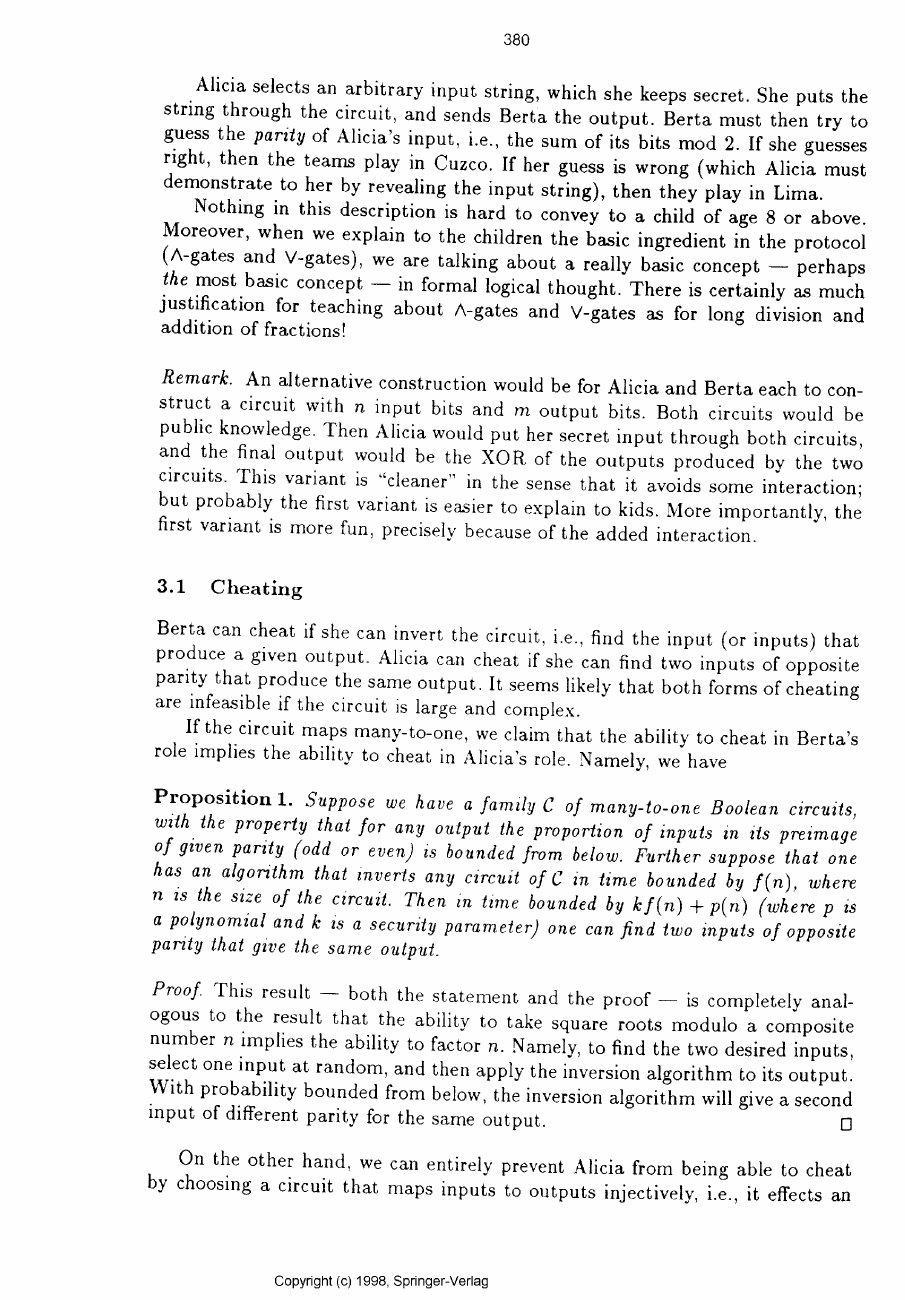 380
Alicia selects an arbitrary input string, which she keeps secret. She puts the
string through the circuit, and sends Berta the output. Berta must then try to
guess the parity of Alicia's input, i.e., the sum of its bits mod 2. If she guesses
right, then the teams play in Cuzco. If her guess is wrong (which Alicia must
demonstrate to her by revealing the input string), then they play in Lima.
Nothing in this description is hard to convey to a child of age 8 or above.
Moreover, when we explain to the children the basic ingredient in the protocol
(∧-gates and ∨-gates), we are talking about a really basic concept — perhaps
the most basic concept — in formal logical thought. There is certainly as much
justification for teaching about ∧-gates and ∨-gates as for long division and
addition of fractions!
Remark. An alternative construction would be for Alicia and Berta each to con-
struct a circuit with n input bits and m output bits. Both circuits would be
public knowledge. Then Alicia would put her secret input through both circuits,
and the final output would be the XOR of the outputs produced by the two
circuits. This variant is "cleaner" in the sense that it avoids some interaction;
but probably the first variant is easier to explain to kids. More importantly, the
first variant is more fun, precisely because of the added interaction.
3.1 Cheating
Berta can cheat if she can invert the circuit, i.e., find the input (or inputs) that
produce a given output. Alicia can cheat if she can find two inputs of opposite
parity that produce the same output. It seems likely that both forms of cheating
are infeasible if the circuit is large and complex.
If the circuit maps many-to-one, we claim that the ability to cheat in Berta's
role implies the ability to cheat in Alicia's role. Namely, we have
Proposition 1. Suppose we have a family C of many-to-one Boolean circuits,
with the property that for any output the proportion of inputs in its preimage
of given parity (odd or even) is bounded from below. Further suppose that one
has an algorithm that inverts any circuit of C in time bounded by f(n), where
n is the size of the circuit. Then in time bounded by kf(n) + p(n) (where p is
a polynomial and k is a security parameter) one can find two inputs of opposite
parity that give the same output.
Proof. This result — both the statement and the proof — is completely anal-
ogous to the result that the ability to take square roots modulo a composite
number n implies the ability to factor n. Namely, to find the two desired inputs,
select one input at random, and then apply the inversion algorithm to its output.
With probability bounded from below, the inversion algorithm will give a second
input of different parity for the same output. □
On the other hand, we can entirely prevent Alicia from being able to cheat
by choosing a circuit that maps inputs to outputs injectively, i.e., it effects an
Copyright (c) 1998, Springer-Verlag